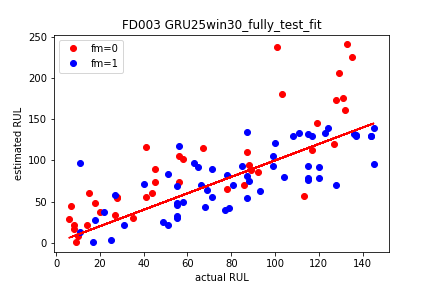 FD003 GRU25win30_fully_test_fit
250
200
150
100
50
0
estimated RUL
fm=0
fm=1
0 20 40 60 80 100 120 140
actual RUL